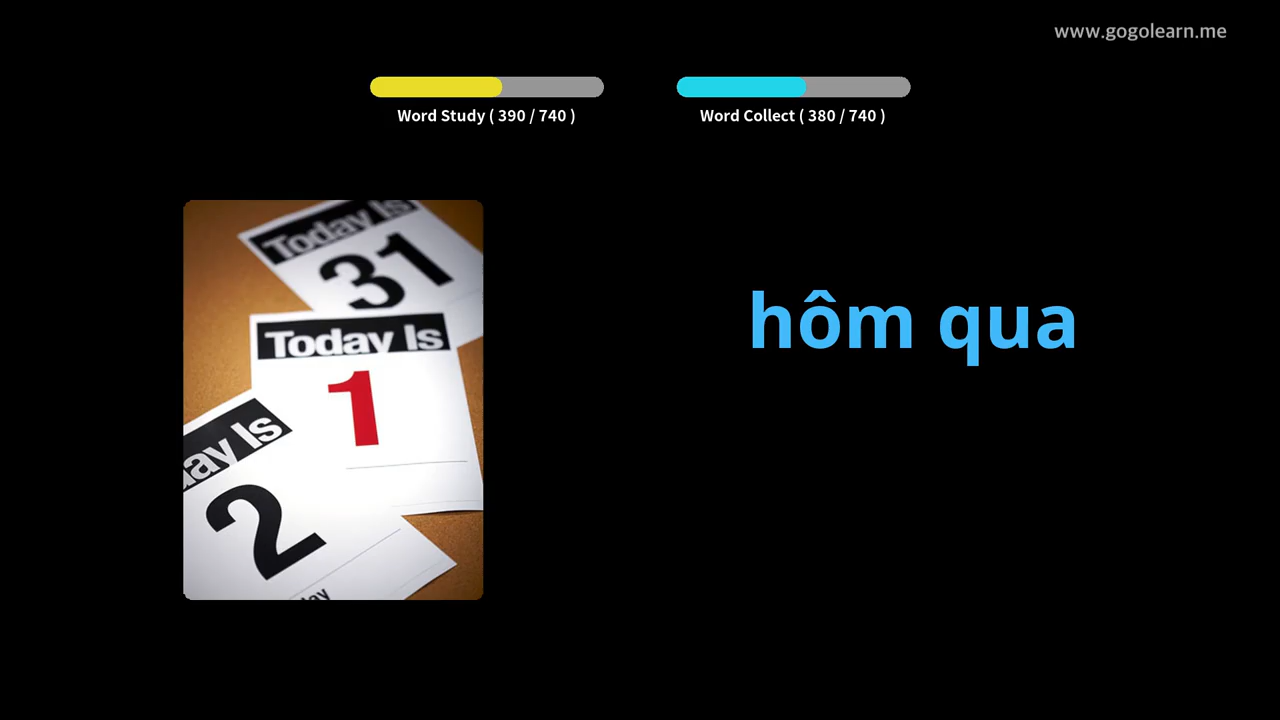 www.gogolearn.me
Word Study ( 390 / 740 )
Word Collect ( 380 / 740 )
Today Is
31
Today Is
1
ay Is
2
ay
hôm qua